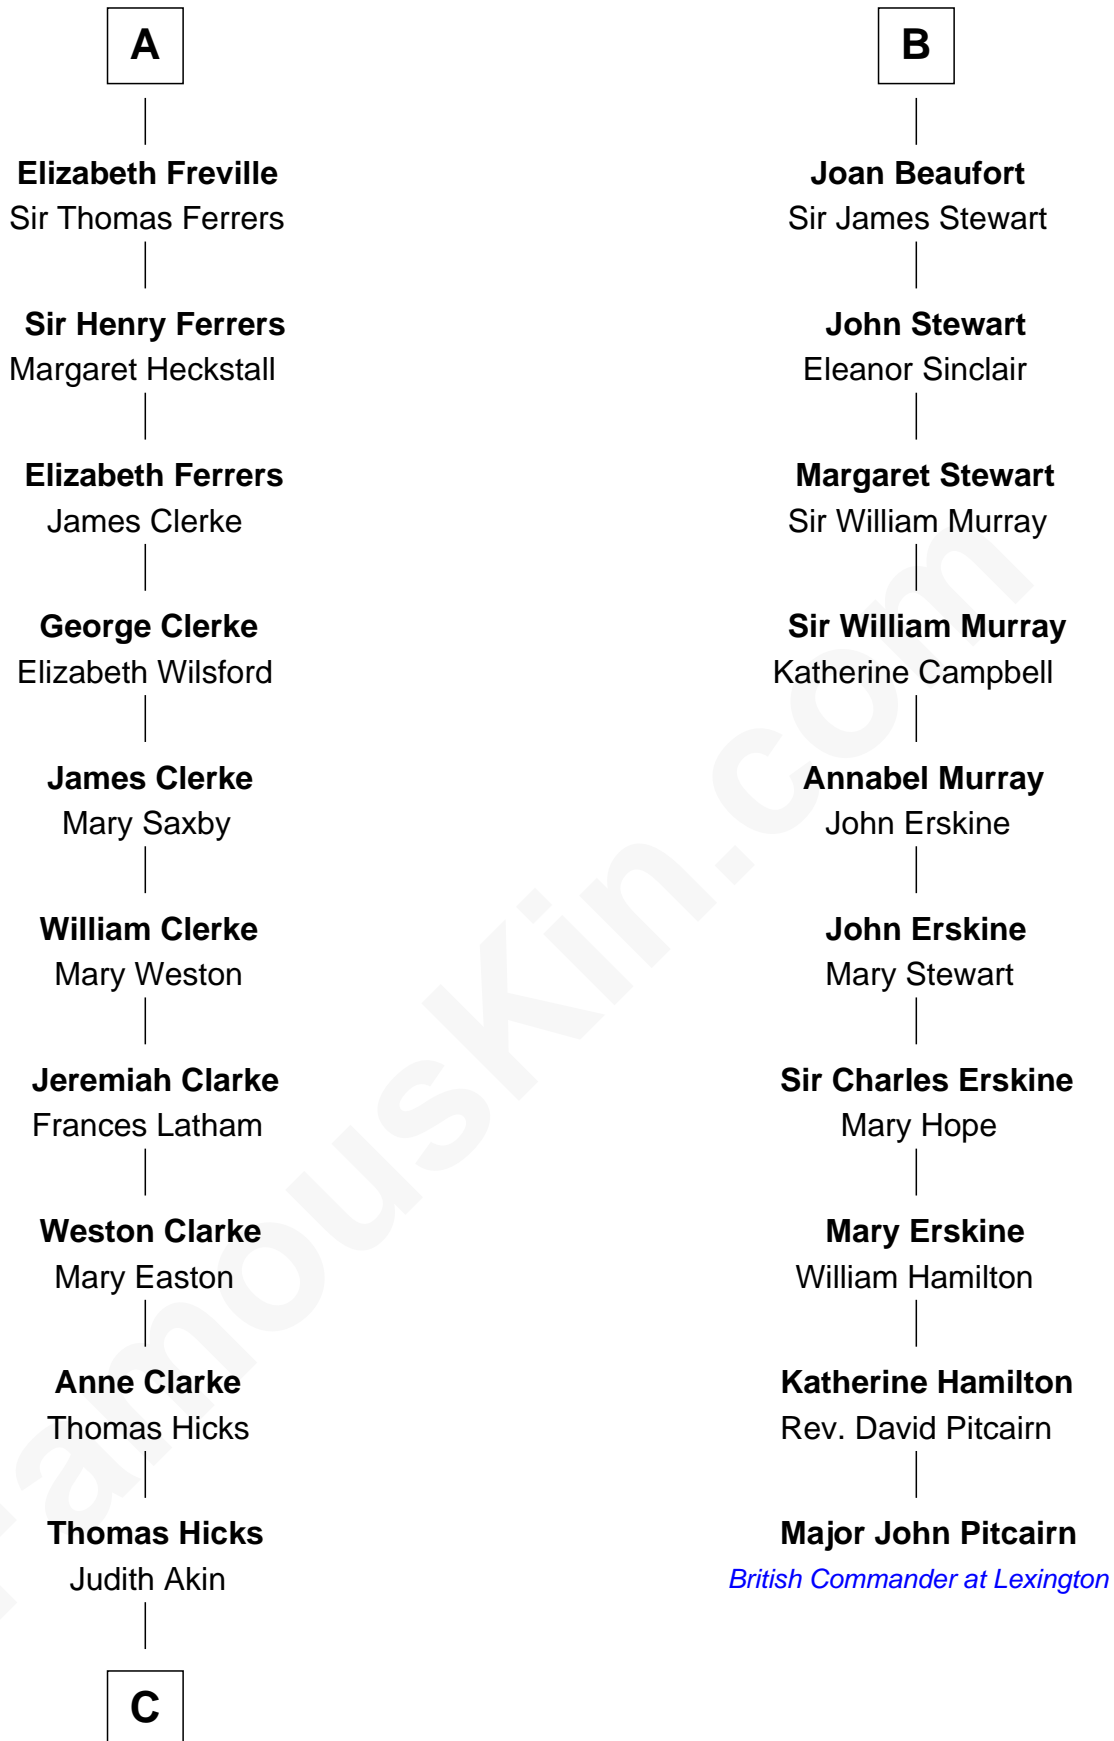 A
Elizabeth Freville
Sir Thomas Ferrers
Sir Henry Ferrers
Margaret Heckstall
Elizabeth Ferrers
James Clerke
George Clerke
Elizabeth Wilsford
James Clerke
Mary Saxby
William Clerke
Mary Weston
Jeremiah Clarke
Frances Latham
Weston Clarke
Mary Easton
Anne Clarke
Thomas Hicks
Thomas Hicks
Judith Akin
C
B
Joan Beaufort
Sir James Stewart
John Stewart
Eleanor Sinclair
Margaret Stewart
Sir William Murray
Sir William Murray
Katherine Campbell
Annabel Murray
John Erskine
John Erskine
Mary Stewart
Sir Charles Erskine
Mary Hope
Mary Erskine
William Hamilton
Katherine Hamilton
Rev. David Pitcairn
Major John Pitcairn
British Commander at Lexington
FamousKin.com